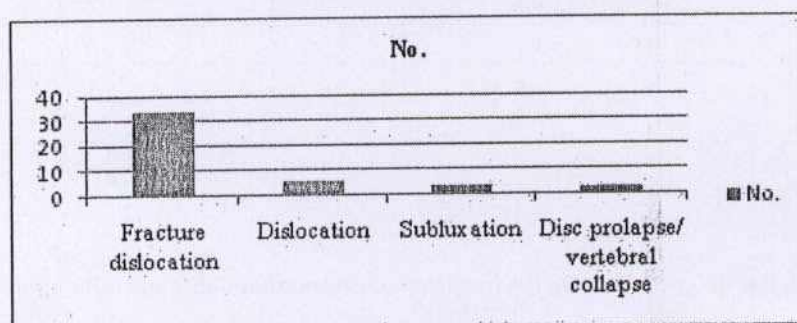 No.
40
30
20
10
0
Fracture dislocation
Dislocation
Subluxation
Disc prolapse/ vertebral collapse
No.